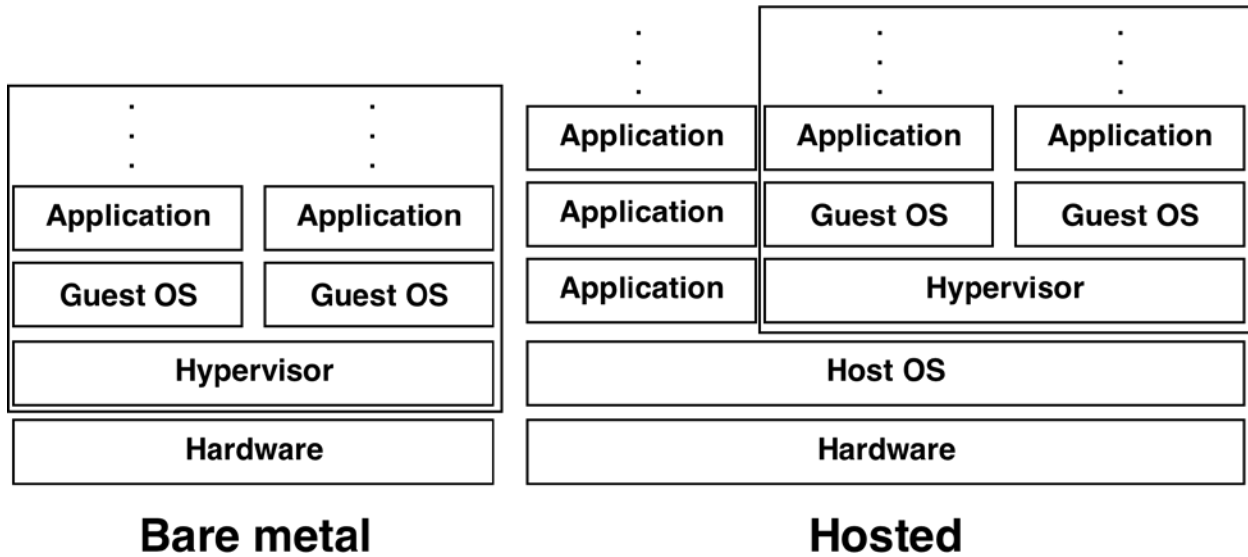 Application Application
Guest OS Guest OS
Hypervisor
Hardware
Bare metal
Application Application Application
Application Guest OS Guest OS
Application Hypervisor
Host OS
Hardware
Hosted